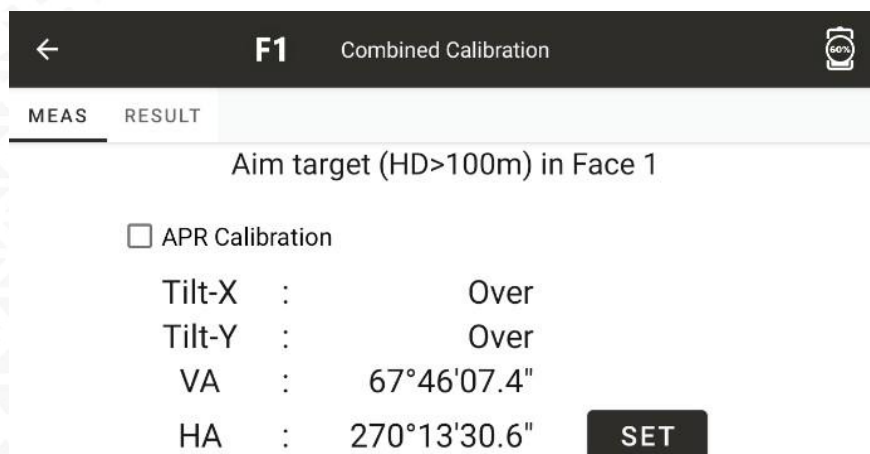 F1 Combined Calibration 60%
MEAS RESULT
Aim target (HD>100m) in Face 1
APR Calibration
Tilt-X : Over
Tilt-Y : Over
VA : 67°46'07.4"
HA : 270°13'30.6" SET